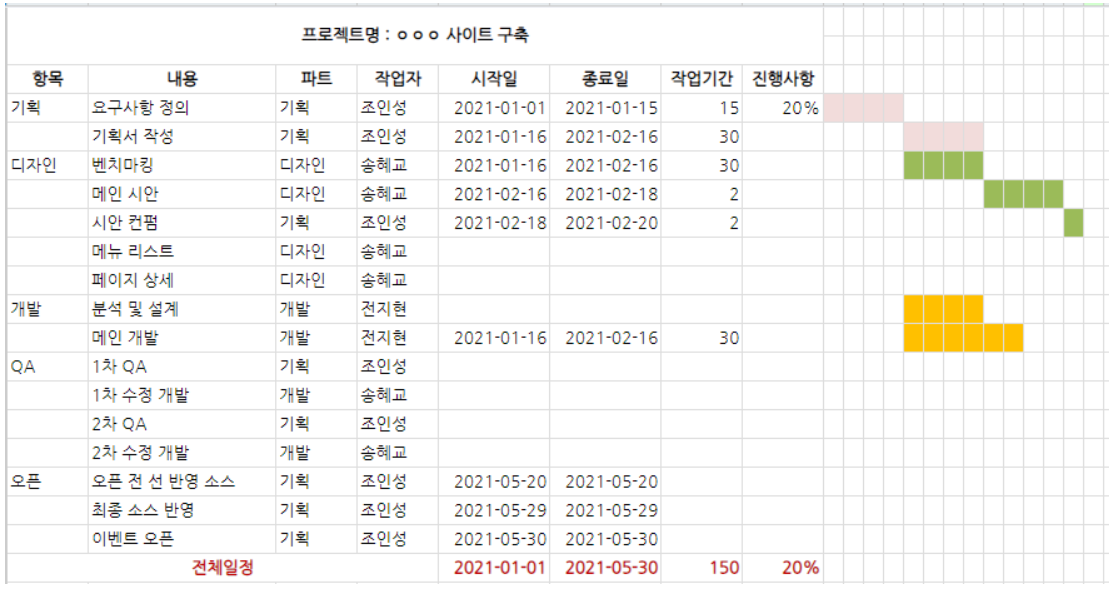 프로젝트명 : ㅇㅇㅇ 사이트 구축
항목 내용 파트 작업자 시작일 종료일 작업기간 진행사항
기획 요구사항 정의 기획 조인성 2021-01-01 2021-01-15 15 20%
기획서 작성 기획 조인성 2021-01-16 2021-02-16 30
디자인 벤치마킹 디자인 송혜교 2021-01-16 2021-02-16 30
메인 시안 디자인 송혜교 2021-02-16 2021-02-18 2
시안 컨펌 기획 조인성 2021-02-18 2021-02-20 2
메뉴 리스트 디자인 송혜교
페이지 상세 디자인 송혜교
개발 분석 및 설계 개발 전지현
메인 개발 개발 전지현 2021-01-16 2021-02-16 30
QA 1차 QA 기획 조인성
1차 수정 개발 개발 송혜교
2차 QA 기획 조인성
2차 수정 개발 개발 송혜교
오픈 오픈 전 선 반영 소스 기획 조인성 2021-05-20 2021-05-20
최종 소스 반영 기획 조인성 2021-05-29 2021-05-29
이벤트 오픈 기획 조인성 2021-05-30 2021-05-30
전체일정 2021-01-01 2021-05-30 150 20%